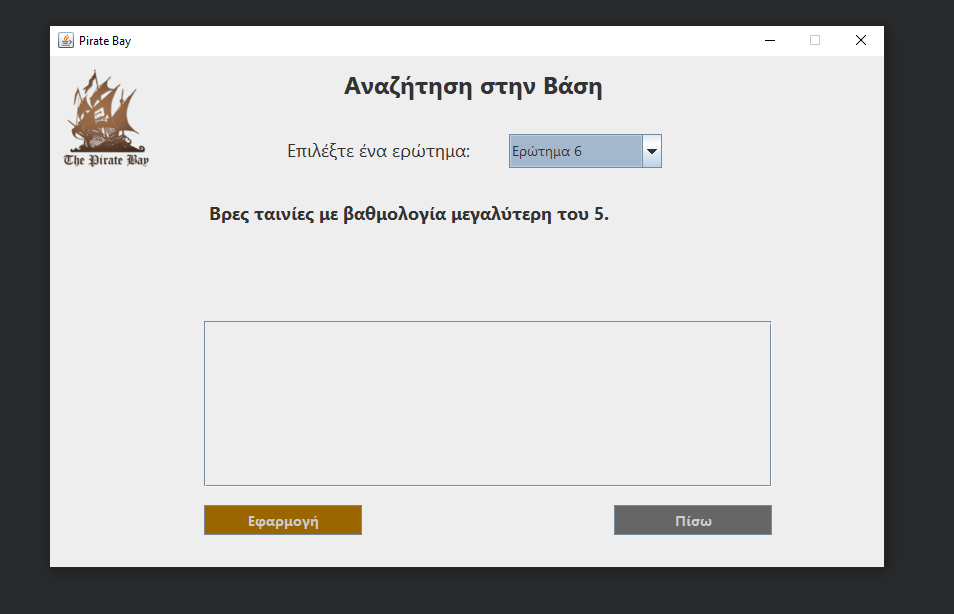 Pirate Bay
Αναζήτηση στην Βάση
The Pirate Bay
Επιλέξτε ένα ερώτημα:
Ερώτημα 6
Βρες ταινίες με βαθμολογία μεγαλύτερη του 5.
Εφαρμογή
Πίσω